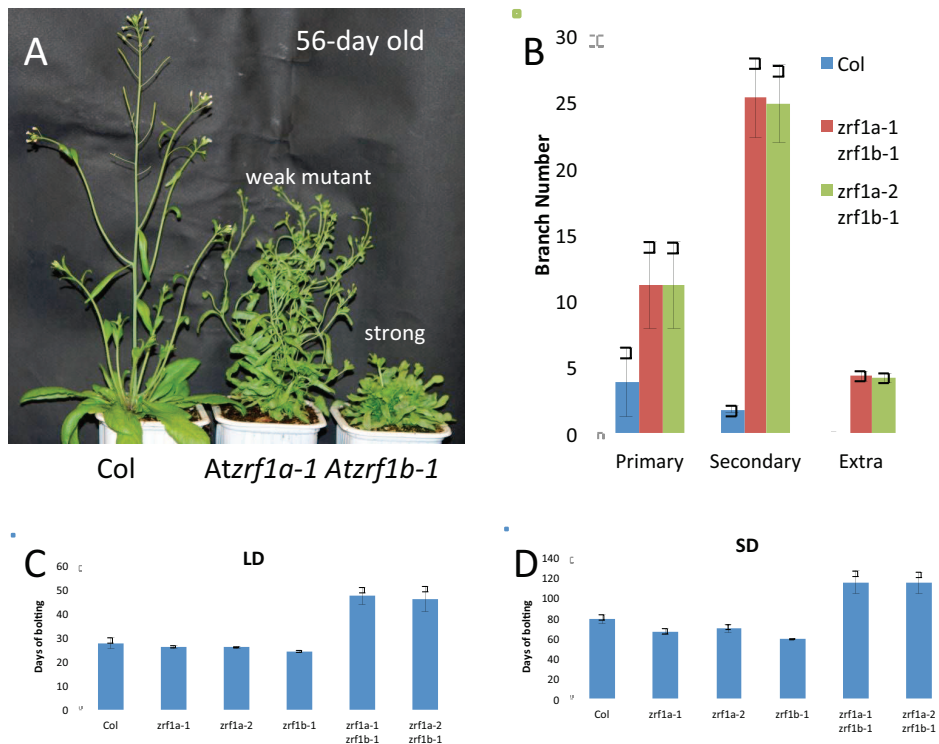 A
56-day old
weak mutant
strong
Col
Atzrf1a-1 Atzrf1b-1
B
Branch Number
30
25
20
15
10
5
0
Primary
Secondary
Extra
Col
zrf1a-1
zrf1b-1
zrf1a-2
zrf1b-1
C
LD
Days of bolting
60
50
40
30
20
10
0
Col
zrf1a-1
zrf1a-2
zrf1b-1
zrf1a-1
zrf1b-1
zrf1a-2
zrf1b-1
D
SD
Days of bolting
140
120
100
80
60
40
20
0
Col
zrf1a-1
zrf1a-2
zrf1b-1
zrf1a-1
zrf1b-1
zrf1a-2
zrf1b-1